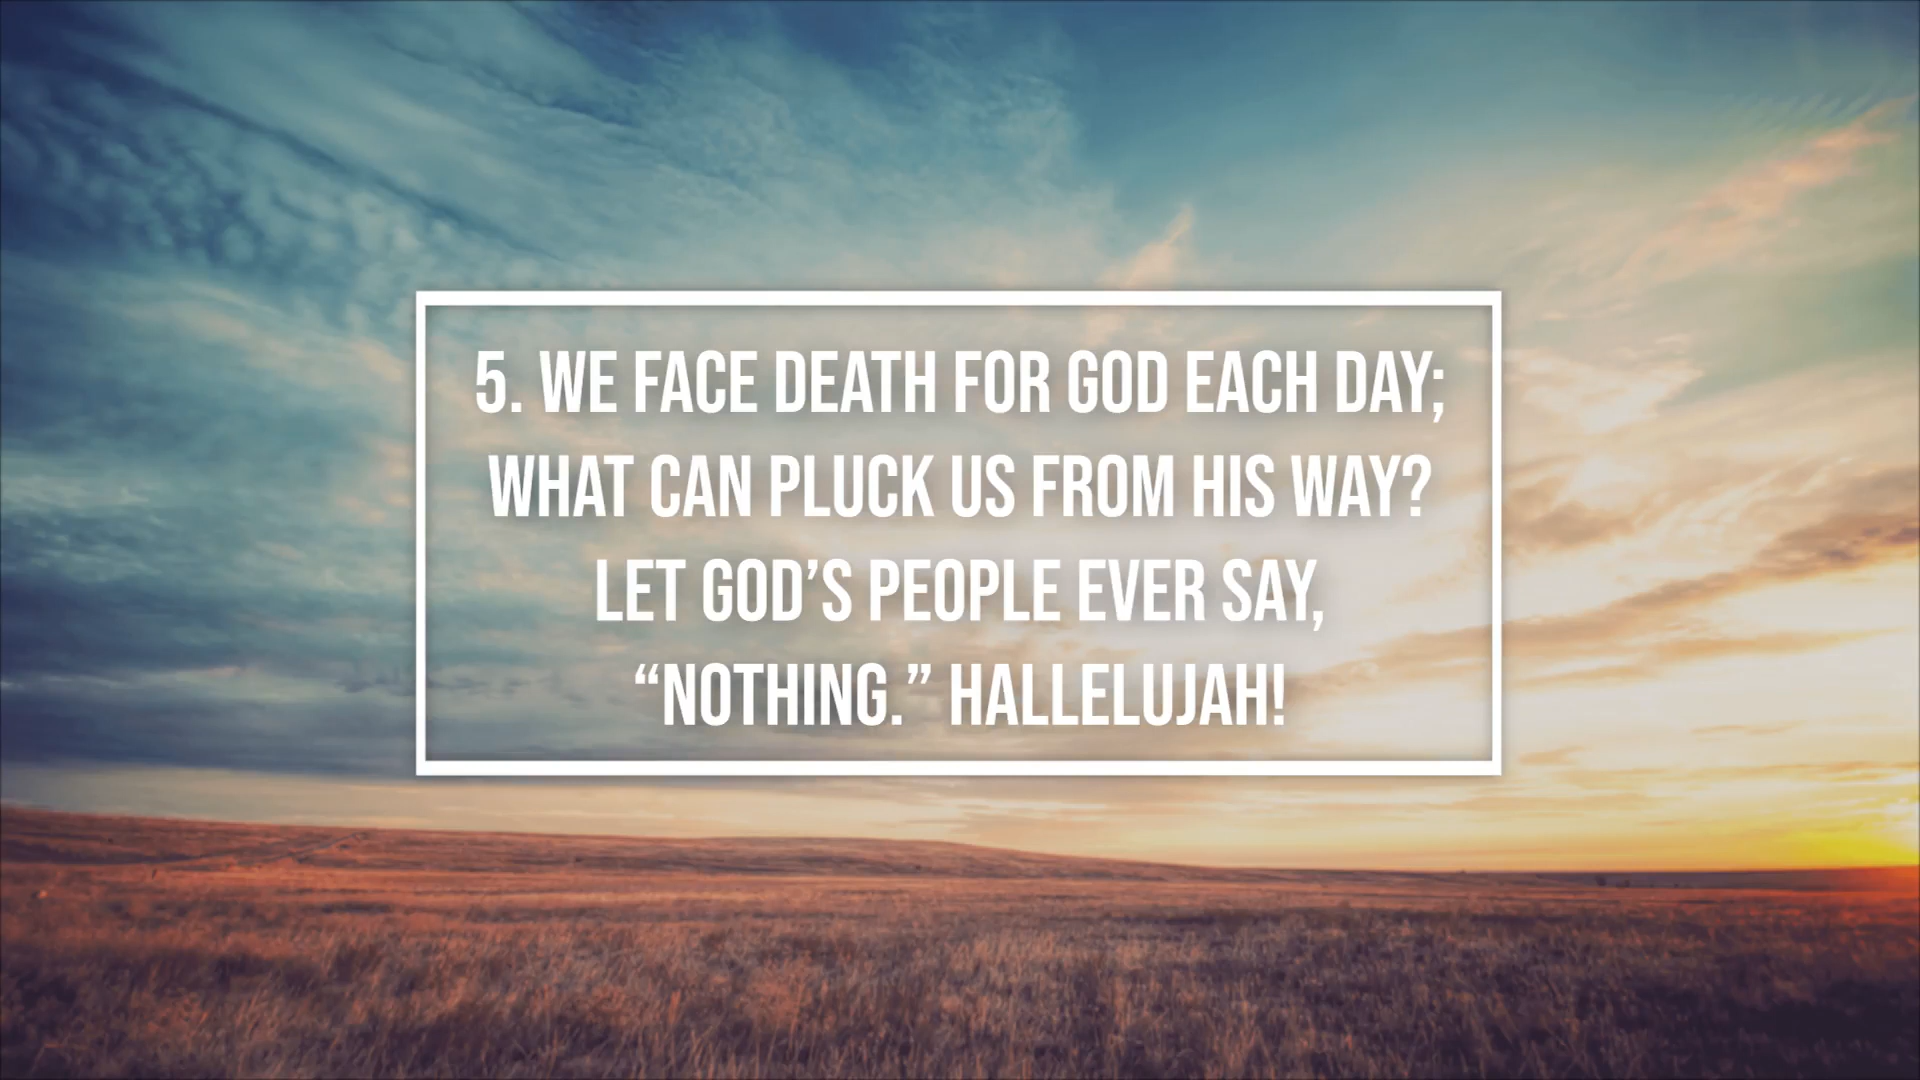 5. WE FACE DEATH FOR GOD EACH DAY;
WHAT CAN PLUCK US FROM HIS WAY?
LET GOD’S PEOPLE EVER SAY,
“NOTHING.” HALLELUJAH!